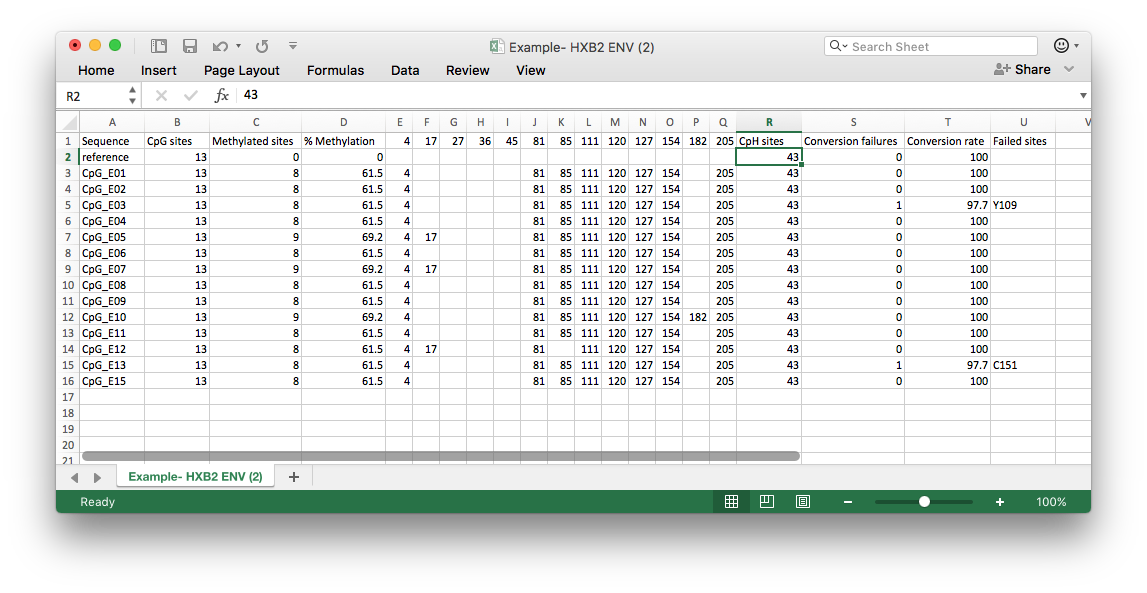 Example- HXB2 ENV (2)
Search Sheet
Home Insert Page Layout Formulas Data Review View Share
R2 fx 43
A B C D E F G H I J K L M N O P Q R S T U V
1 Sequence CpG sites Methylated sites % Methylation 4 17 27 36 45 81 85 111 120 127 154 182 205 CpH sites Conversion failures Conversion rate Failed sites
2 reference 13 0 0 43 0 100
3 CpG_E01 13 8 61.5 4 81 85 111 120 127 154 205 43 0 100
4 CpG_E02 13 8 61.5 4 81 85 111 120 127 154 205 43 0 100
5 CpG_E03 13 8 61.5 4 81 85 111 120 127 154 205 43 1 97.7 Y109
6 CpG_E04 13 8 61.5 4 81 85 111 120 127 154 205 43 0 100
7 CpG_E05 13 9 69.2 4 17 81 85 111 120 127 154 205 43 0 100
8 CpG_E06 13 8 61.5 4 81 85 111 120 127 154 205 43 0 100
9 CpG_E07 13 9 69.2 4 17 81 85 111 120 127 154 205 43 0 100
10 CpG_E08 13 8 61.5 4 81 85 111 120 127 154 205 43 0 100
11 CpG_E09 13 8 61.5 4 81 85 111 120 127 154 205 43 0 100
12 CpG_E10 13 9 69.2 4 81 85 111 120 127 154 182 205 43 0 100
13 CpG_E11 13 8 61.5 4 81 85 111 120 127 154 205 43 0 100
14 CpG_E12 13 8 61.5 4 17 81 111 120 127 154 205 43 0 100
15 CpG_E13 13 8 61.5 4 81 85 111 120 127 154 205 43 1 97.7 C151
16 CpG_E15 13 8 61.5 4 81 85 111 120 127 154 205 43 0 100
17
18
19
20
21
Example- HXB2 ENV (2) +
Ready 100%